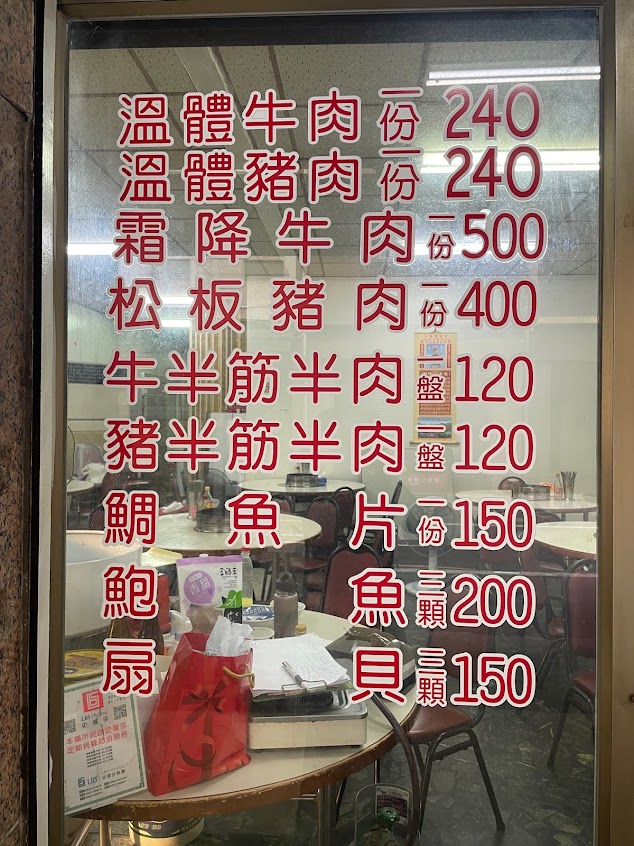 溫體牛肉一份240
溫體豬肉一份240
霜降牛肉一份500
松板豬肉一份400
牛半筋半肉一盤120
豬半筋半肉一盤120
鯛魚片一份150
鮑魚三顆200
扇貝三顆150